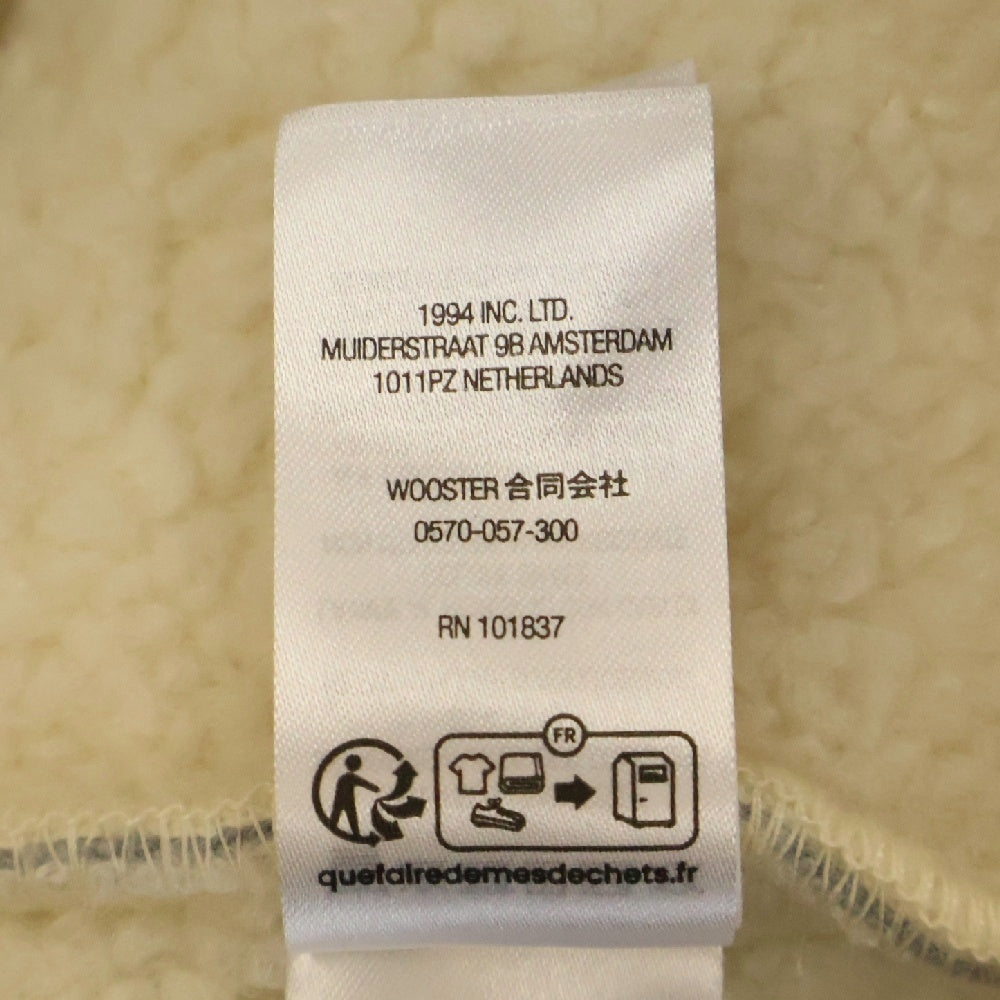 1994 INC. LTD.
MUIDERSTRAAT 9B AMSTERDAM
1011PZ NETHERLANDS
WOOSTER 合同会社
0570-057-300
RN 101837
FR
quefairedemesdechets.fr